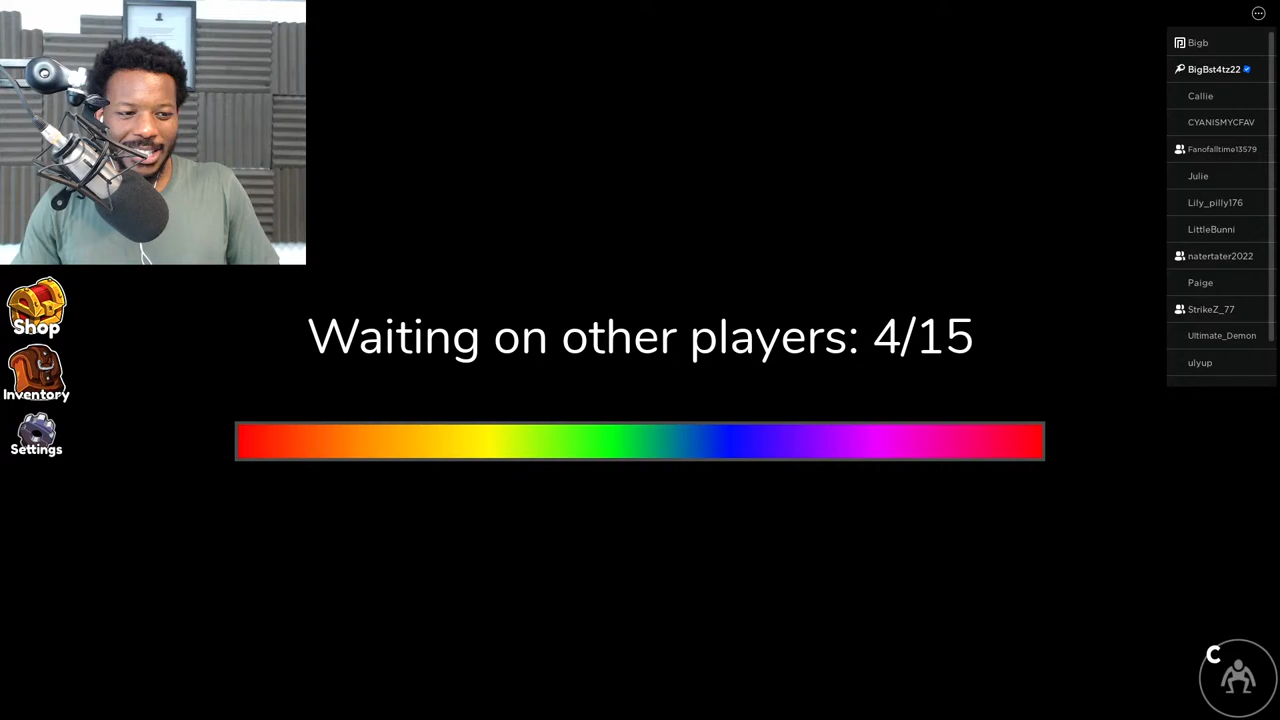 Shop
Inventory
Settings
Waiting on other players: 4/15
Bigb
BigBst4tz22
Callie
CYANISMYCFAV
Fanofalltime13579
Julie
Lily_pilly176
LittleBunni
natertater2022
Paige
StrikeZ_77
Ultimate_Demon
ulyup
C